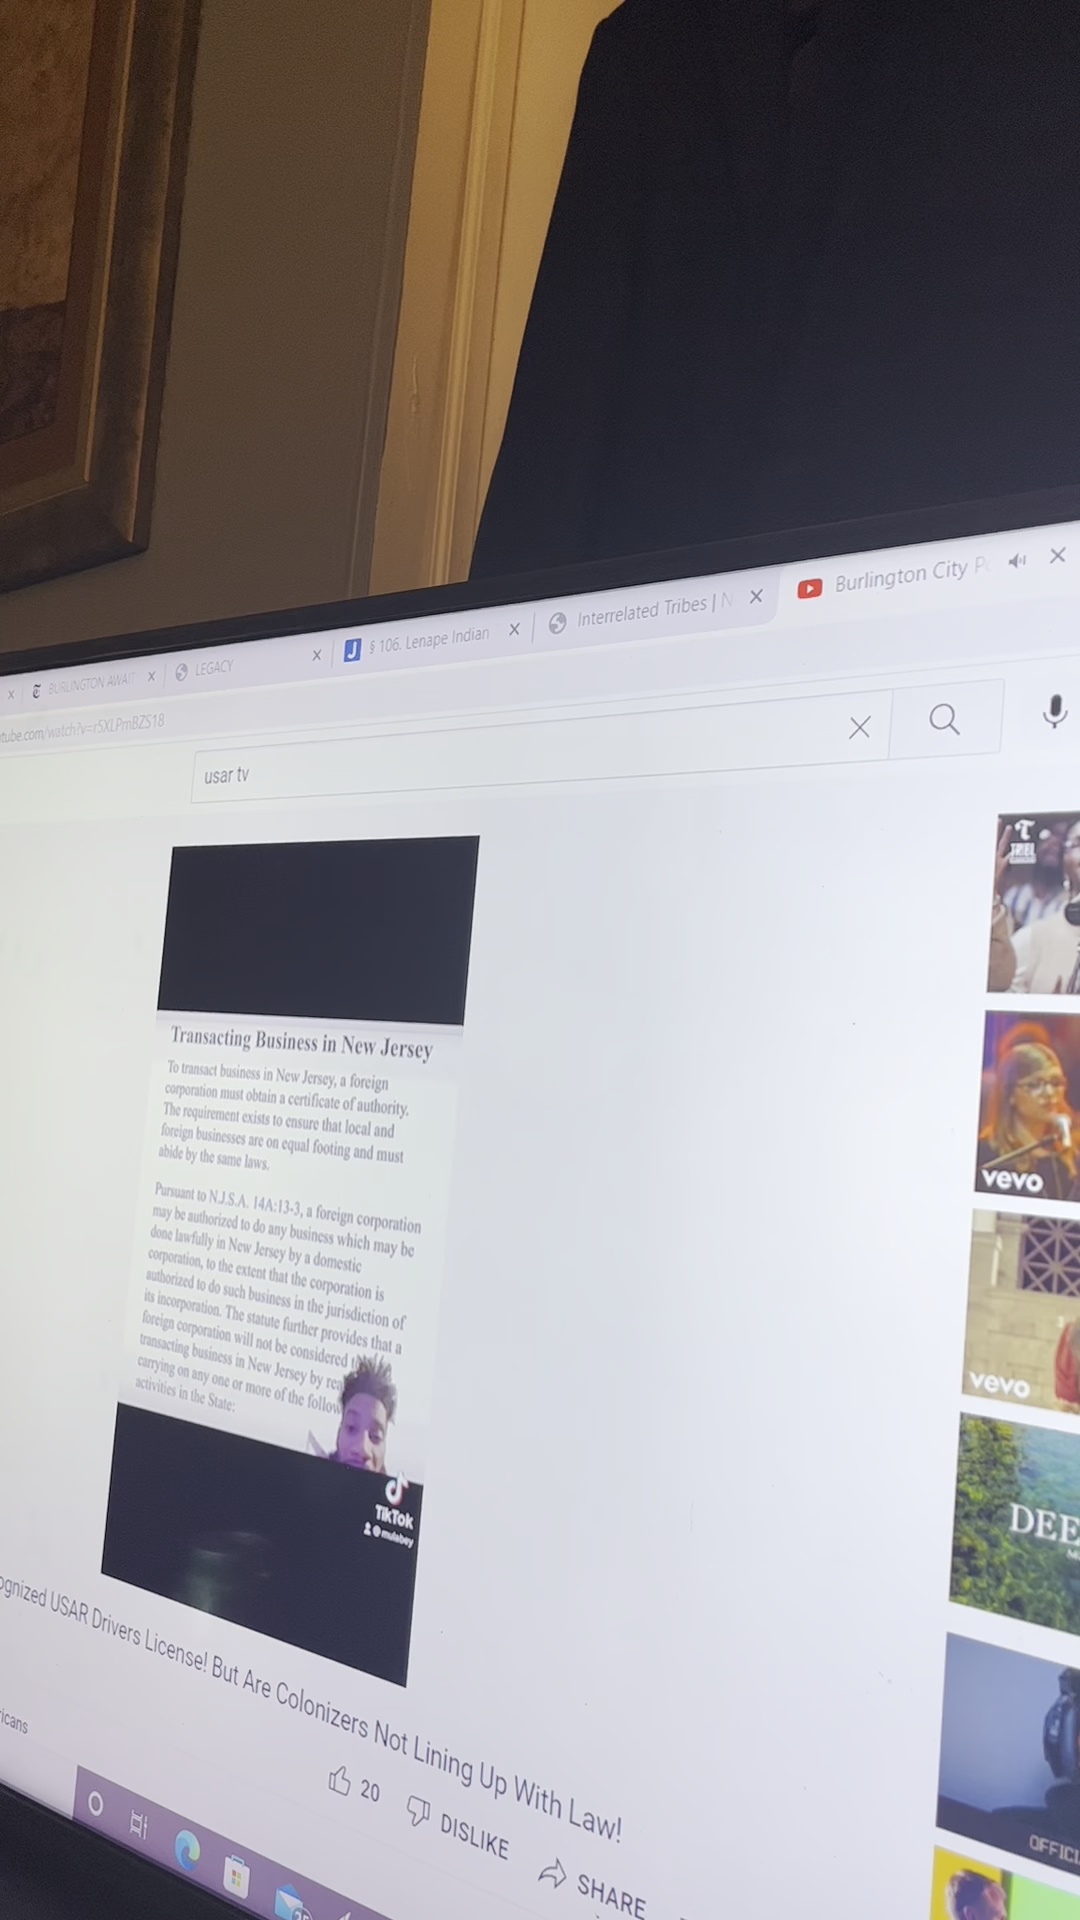 BURLINGTON AWAIT
LEGACY
§ 106. Lenape Indian
Interrelated Tribes | N
Burlington City P
tube.com/watch?v=r5XLPmBZS18
usar tv
Transacting Business in New Jersey
To transact business in New Jersey, a foreign
corporation must obtain a certificate of authority.
The requirement exists to ensure that local and
foreign businesses are on equal footing and must
abide by the same laws.
Pursuant to N.J.S.A. 14A:13-3, a foreign corporation
may be authorized to do any business which may be
done lawfully in New Jersey by a domestic
corporation, to the extent that the corporation is
authorized to do such business in the jurisdiction of
its incorporation. The statute further provides that a
foreign corporation will not be considered
transacting business in New Jersey by rea
carrying on any one or more of the follow
activities in the State:
TikTok
@mulabey
ognized USAR Drivers License! But Are Colonizers Not Lining Up With Law!
icans
20
DISLIKE
SHARE
vevo
vevo
DEE
OFFICI